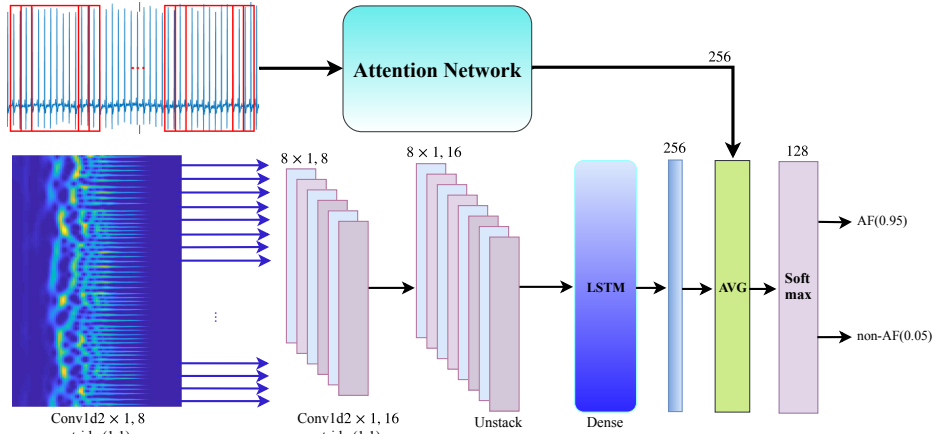 Attention Network
256
8 × 1, 8
8 × 1, 16
256
128
LSTM
AVG
Soft
max
AF(0.95)
non-AF(0.05)
Conv1d2 × 1, 8
Conv1d2 × 1, 16
Unstack
Dense